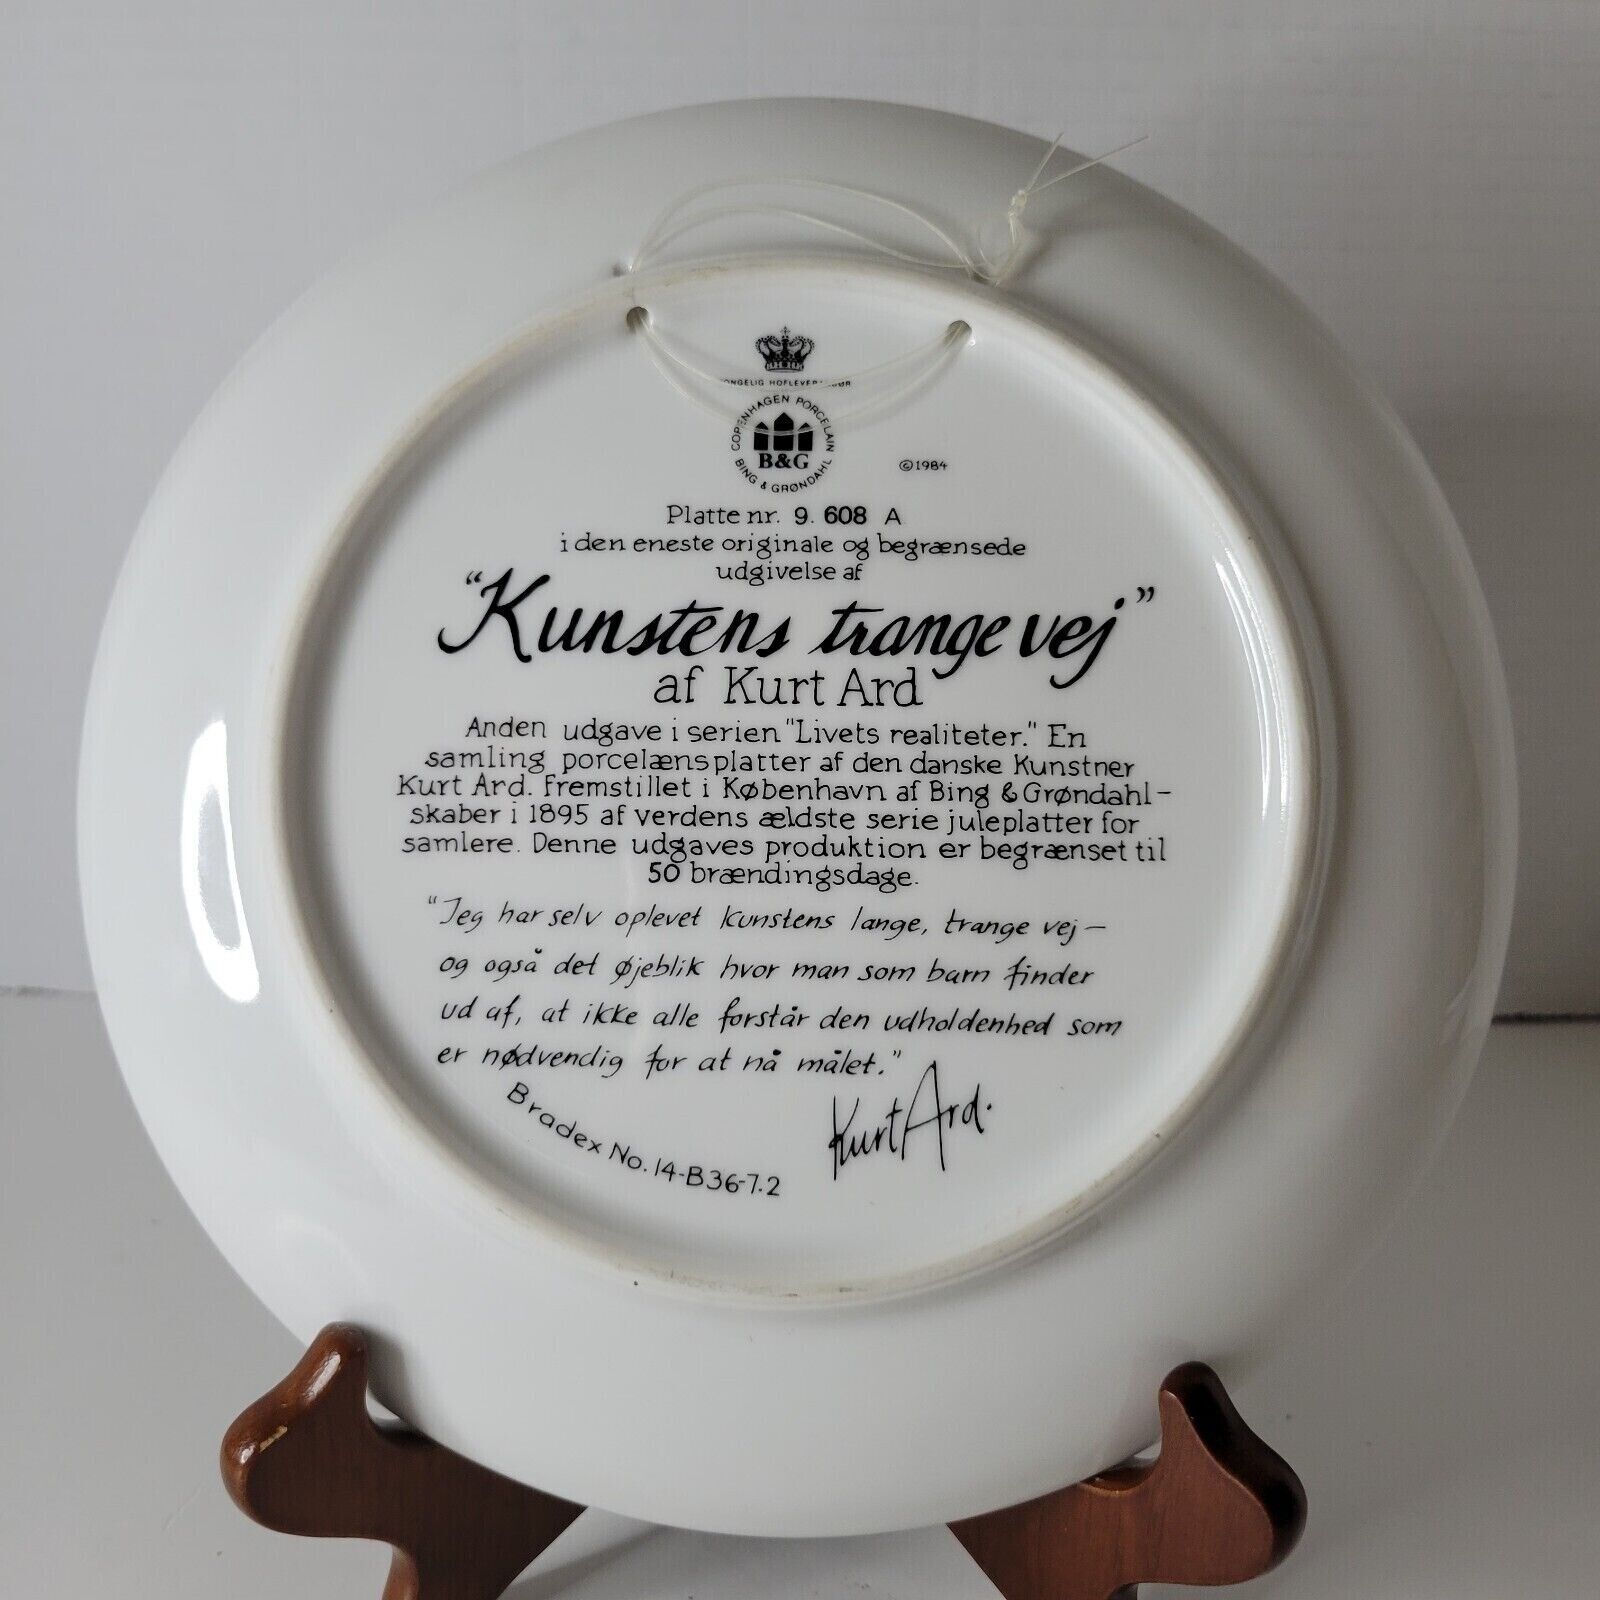 HOFLEVER
COPENHAGEN PORCELAIN
B&G
BING & GRØNDAHL
©1984
Platte nr. 9. 608 A
i den eneste originale og begrænsede
udgivelse af
"Kunstens trange vej"
af Kurt Ard
Anden udgave i serien "Livets realiteter." En
samling porcelænsplatter af den danske Kunstner
Kurt Ard. Fremstillet i København af Bing & Grøndahl-
skaber i 1895 af verdens ældste serie juleplatter for
samlere. Denne udgaves produktion er begrænset til
50 brændingsdage.
"Jeg har selv oplevet kunstens lange, trange vej—
og også det øjeblik hvor man som barn finder
ud af, at ikke alle forstår den udholdenhed som
er nødvendig for at nå målet."
Kurt Ard.
Bradex No. 14-B36-7.2